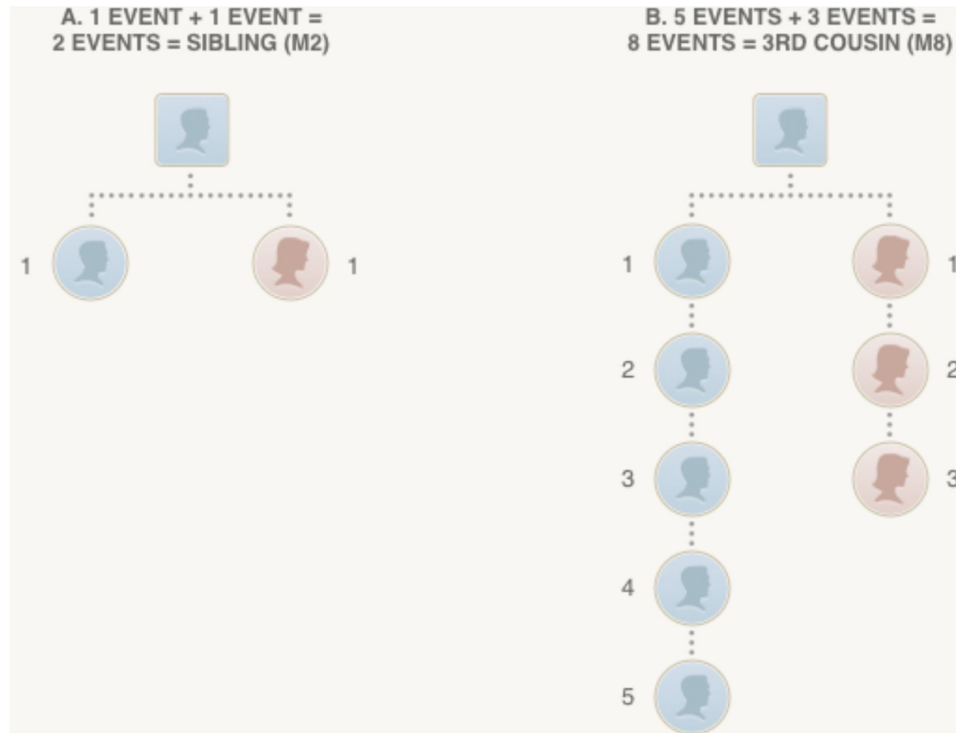 A. 1 EVENT + 1 EVENT =
2 EVENTS = SIBLING (M2)
B. 5 EVENTS + 3 EVENTS =
8 EVENTS = 3RD COUSIN (M8)
1
1
1
1
2
2
3
3
4
5